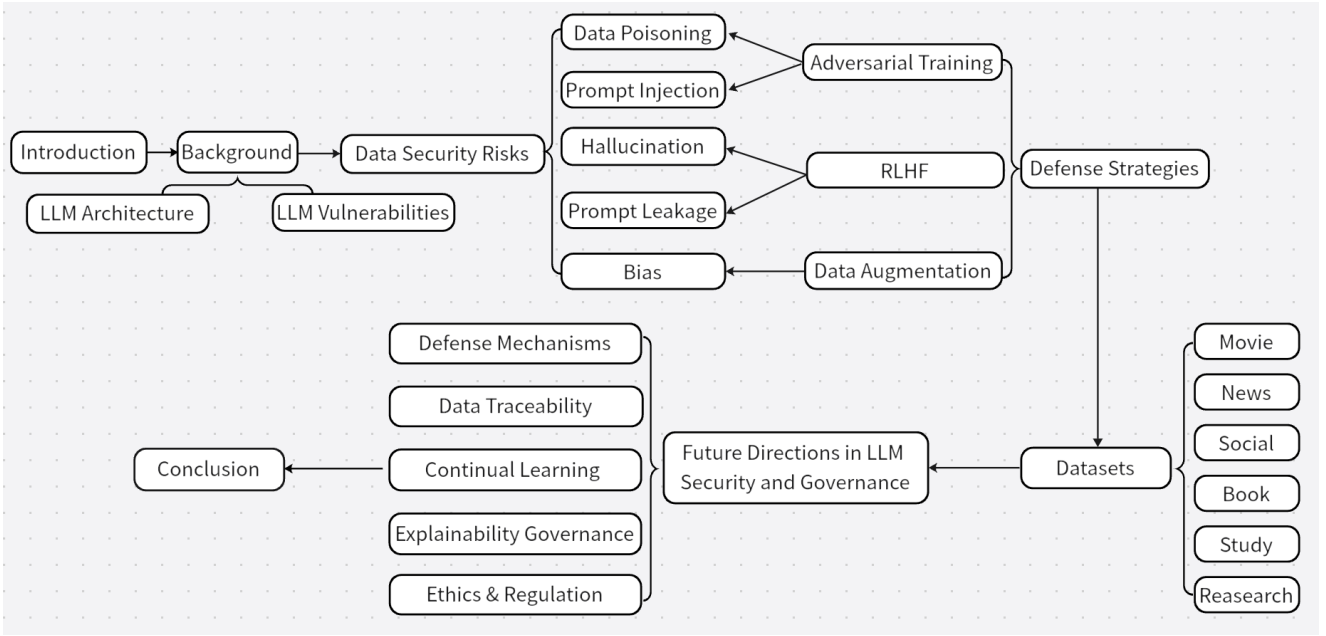 Introduction
Background
LLM Architecture
LLM Vulnerabilities
Data Security Risks
Data Poisoning
Prompt Injection
Hallucination
Prompt Leakage
Bias
Adversarial Training
RLHF
Data Augmentation
Defense Strategies
Datasets
Movie
News
Social
Book
Study
Reasearch
Future Directions in LLM
Security and Governance
Defense Mechanisms
Data Traceability
Continual Learning
Explainability Governance
Ethics & Regulation
Conclusion